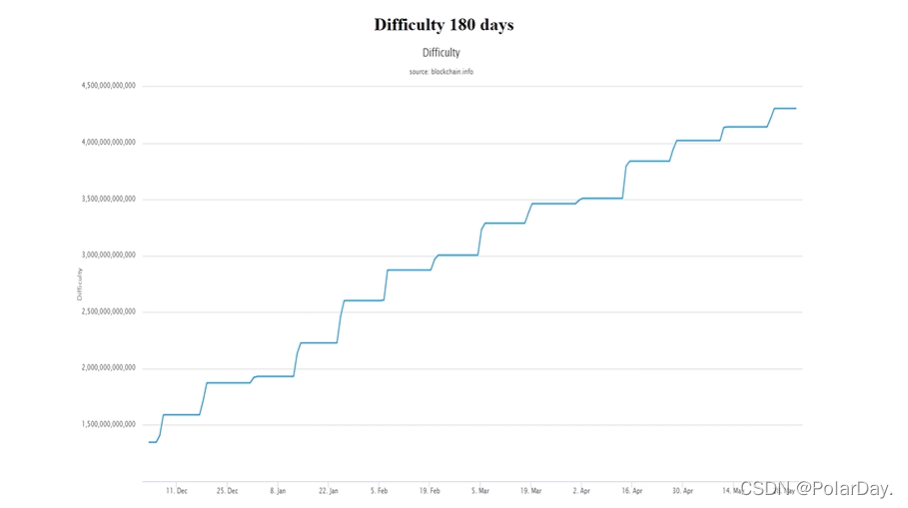 Difficulty 180 days
Difficulty
source: blockchain.info
4,500,000,000,000
4,000,000,000,000
3,500,000,000,000
3,000,000,000,000
2,500,000,000,000
2,000,000,000,000
1,500,000,000,000
Difficulty
11. Dec
25. Dec
8. Jan
22. Jan
5. Feb
19. Feb
5. Mar
19. Mar
2. Apr
16. Apr
30. Apr
14. May
CSDN @PolarDay.